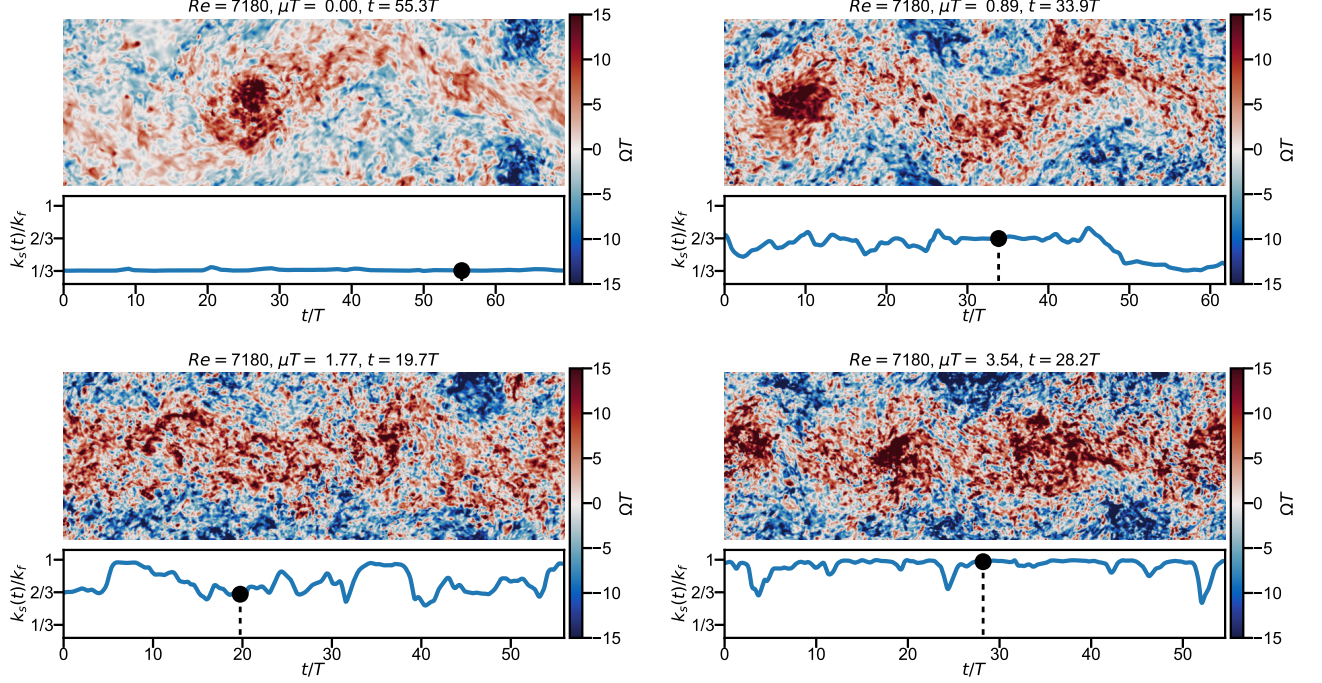 Re = 7180, μT = 0.00, t = 55.3T
15
10
5
0
−5
−10
−15
ΩT
k_s(t)/k_f
1
2/3
1/3
0 10 20 30 40 50 60
t/T
Re = 7180, μT = 0.89, t = 33.9T
15
10
5
0
−5
−10
−15
ΩT
k_s(t)/k_f
1
2/3
1/3
0 10 20 30 40 50 60
t/T
Re = 7180, μT = 1.77, t = 19.7T
15
10
5
0
−5
−10
−15
ΩT
k_s(t)/k_f
1
2/3
1/3
0 10 20 30 40 50
t/T
Re = 7180, μT = 3.54, t = 28.2T
15
10
5
0
−5
−10
−15
ΩT
k_s(t)/k_f
1
2/3
1/3
0 10 20 30 40 50
t/T